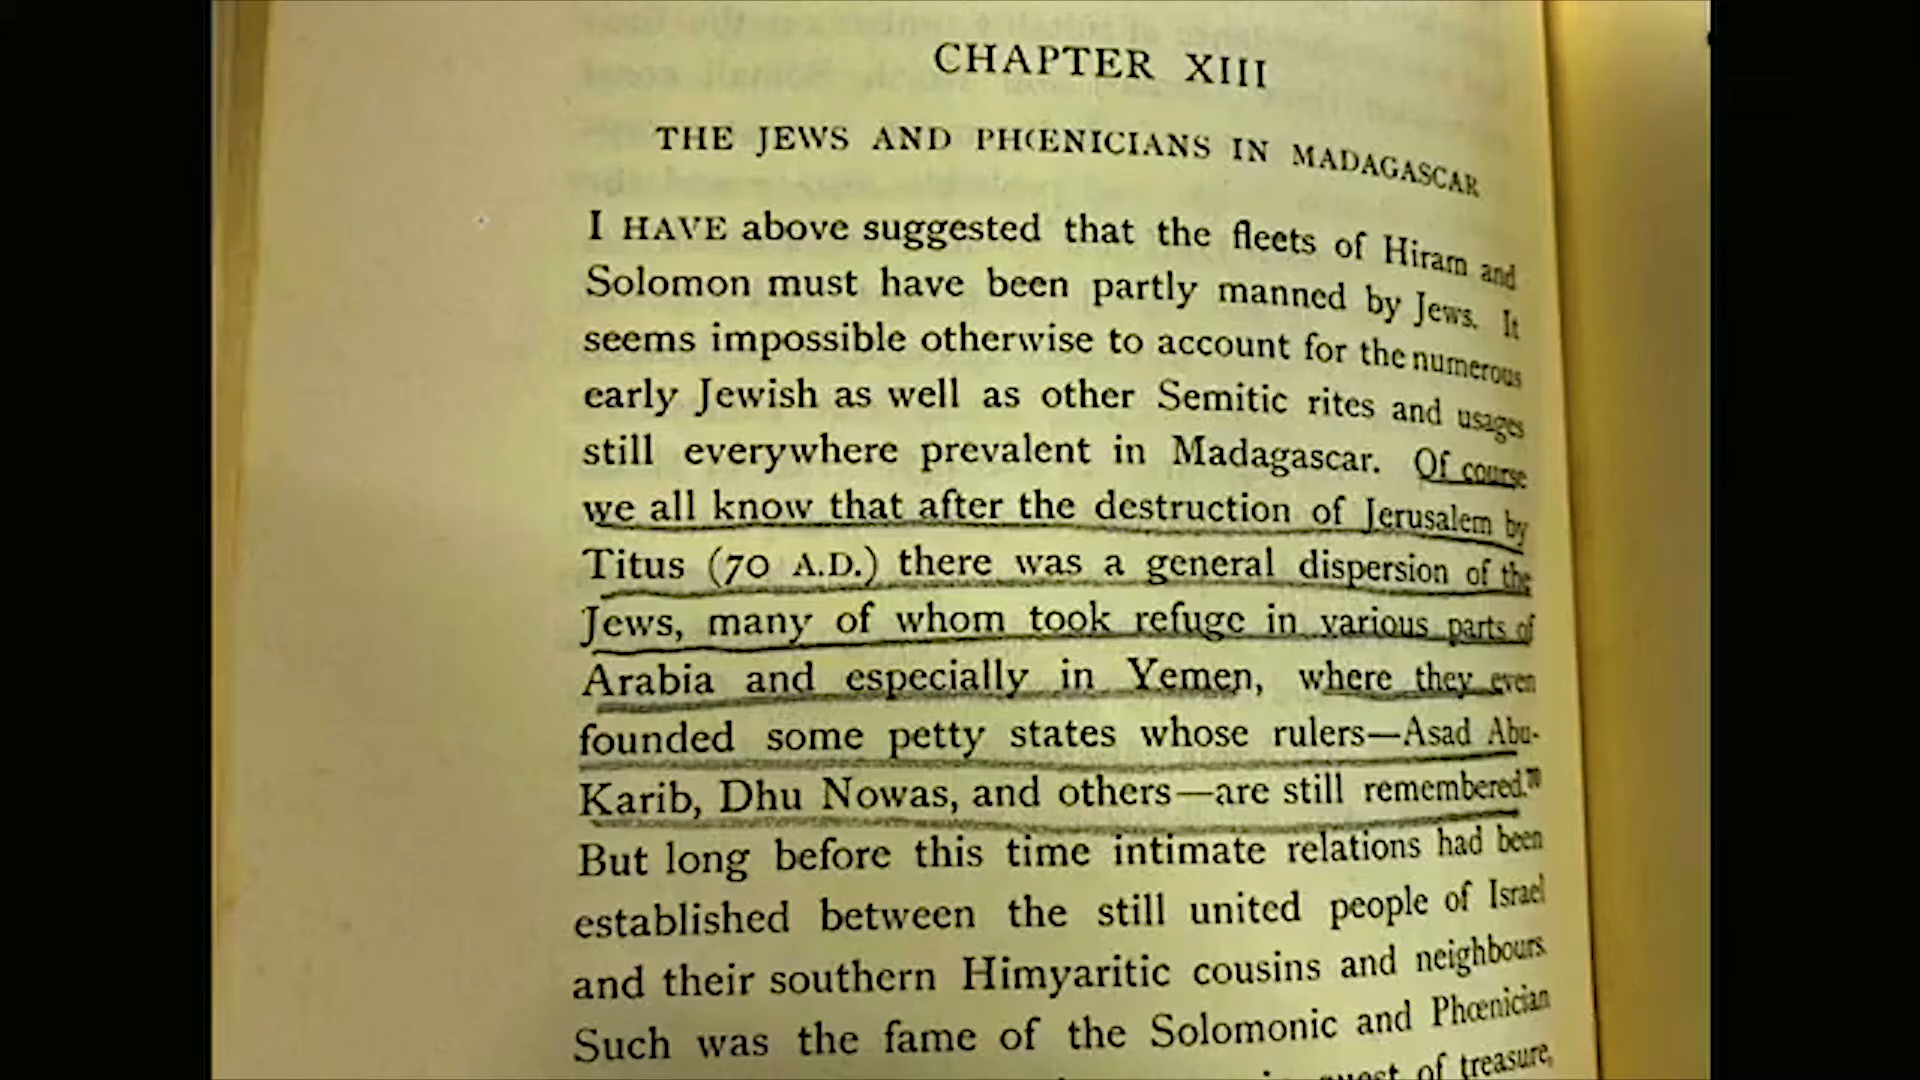 CHAPTER XIII
THE JEWS AND PHŒNICIANS IN MADAGASCAR
I HAVE above suggested that the fleets of Hiram and
Solomon must have been partly manned by Jews. It
seems impossible otherwise to account for the numerous
early Jewish as well as other Semitic rites and usages
still everywhere prevalent in Madagascar. Of course
we all know that after the destruction of Jerusalem by
Titus (70 A.D.) there was a general dispersion of the
Jews, many of whom took refuge in various parts of
Arabia and especially in Yemen, where they even
founded some petty states whose rulers—Asad Abu-
Karib, Dhu Nowas, and others—are still remembered.70
But long before this time intimate relations had been
established between the still united people of Israel
and their southern Himyaritic cousins and neighbours.
Such was the fame of the Solomonic and Phœnician
quest of treasure,